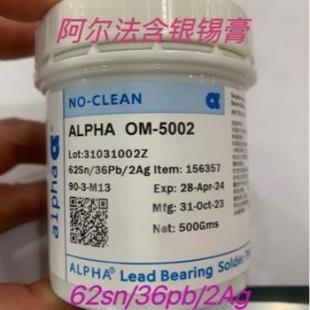 阿尔法含银锡膏
NO-CLEAN
α
alpha
ALPHA OM-5002
Lot:31031002Z
62Sn/36Pb/2Ag Item: 156357
90-3-M13
Exp: 28-Apr-24
Mfg: 31-Oct-23
Net: 500Gms
ALPHA® Lead Bearing Solder
62sn/36pb/2Ag